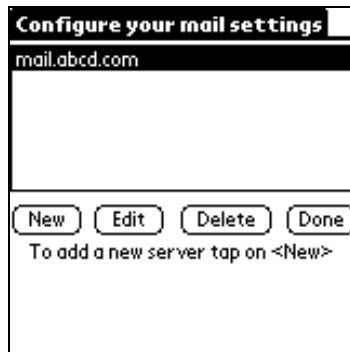 Configure your mail settings
mail.abcd.com
New Edit Delete Done
To add a new server tap on <New>